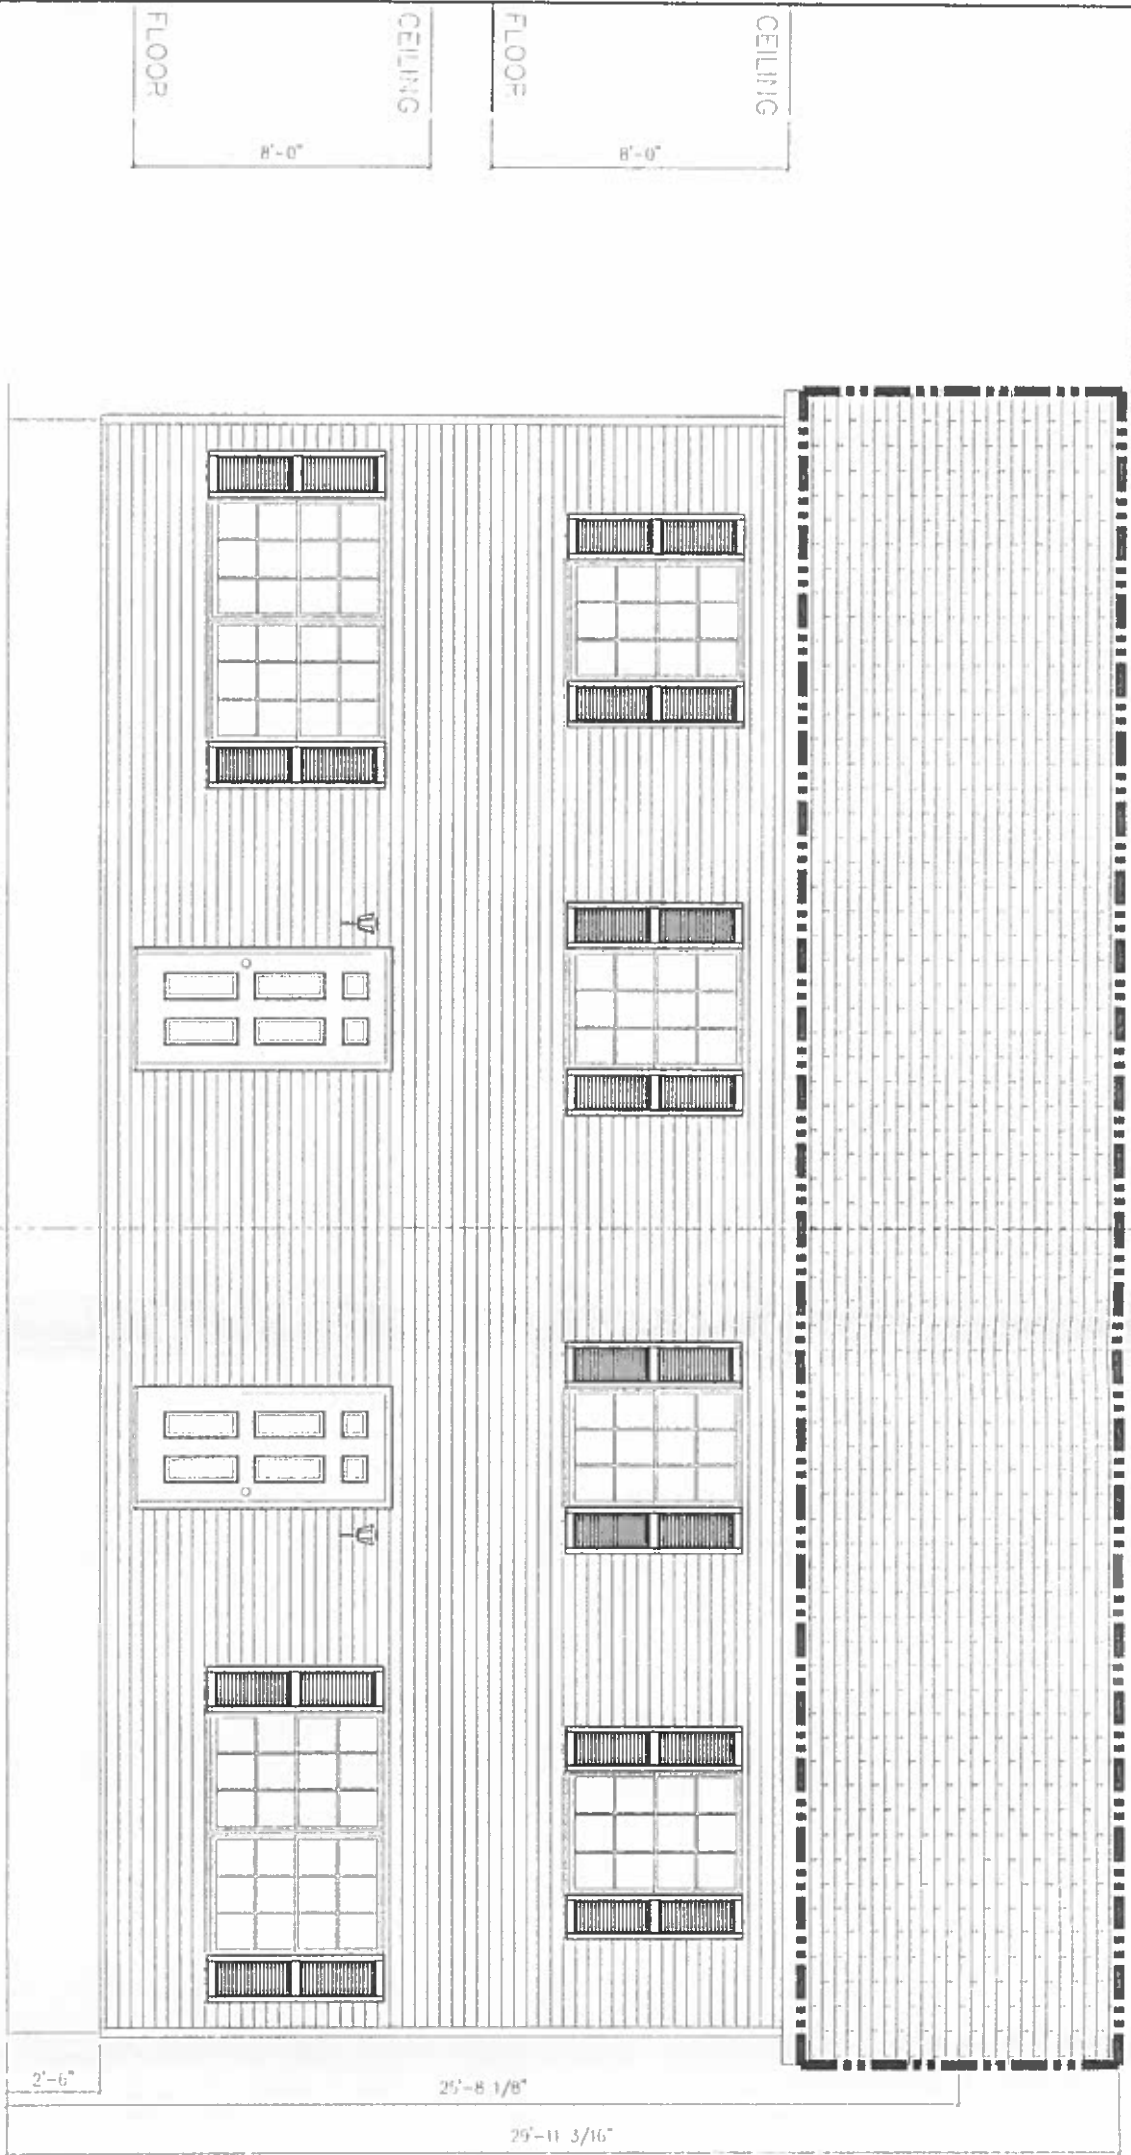 CEILING
8'-0"
FLOOR
CEILING
8'-0"
FLOOR
2'-6"
25'-8 1/8"
29'-11 3/16"